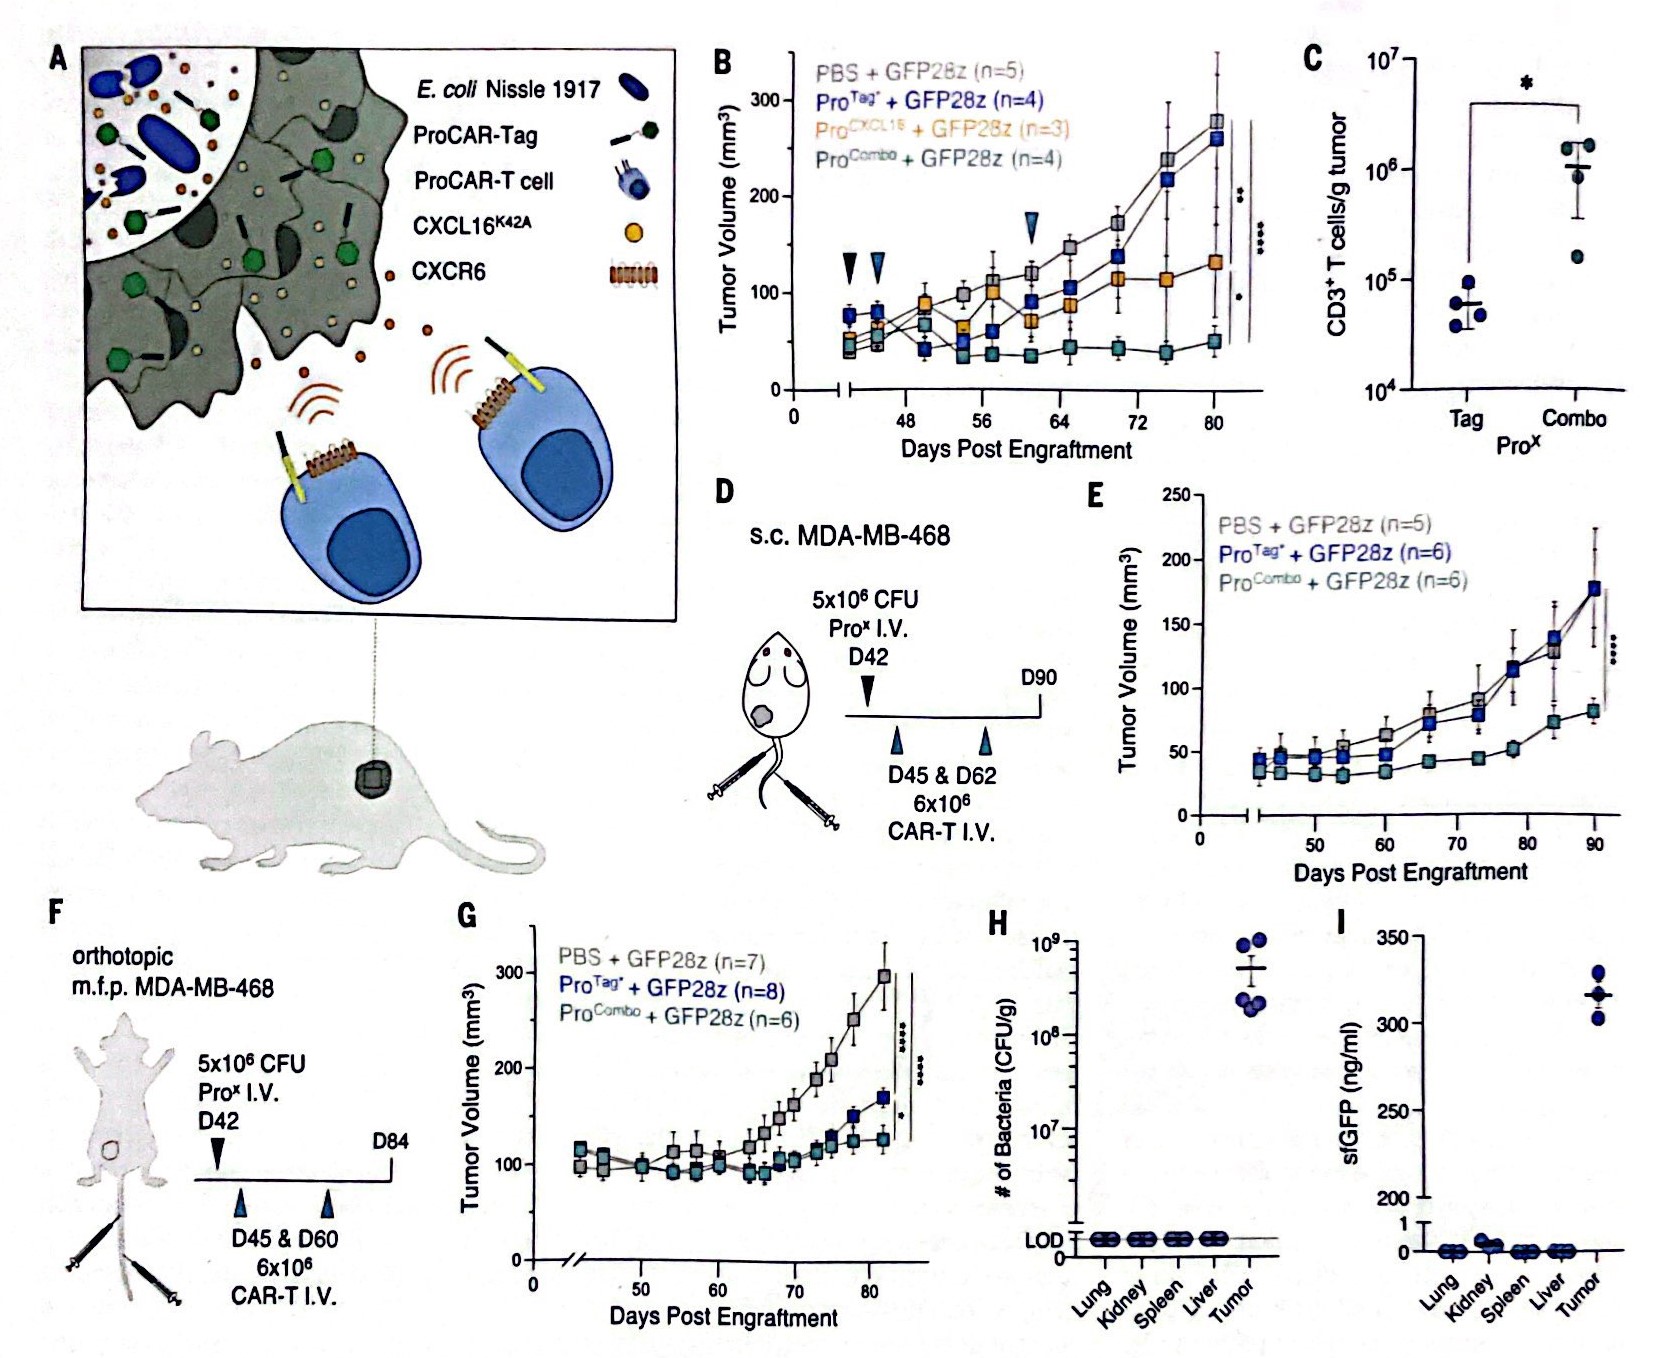 A
E. coli Nissle 1917
ProCAR-Tag
ProCAR-T cell
CXCL16K42A
CXCR6
B
PBS + GFP28z (n=5)
ProTag* + GFP28z (n=4)
ProCXCL16 + GFP28z (n=3)
ProCombo + GFP28z (n=4)
Tumor Volume (mm3)
300
200
100
0
0 48 56 64 72 80
Days Post Engraftment
**
****
*
C
*
CD3+ T cells/g tumor
107
106
105
104
Tag Combo
Prox
D
s.c. MDA-MB-468
5x106 CFU
Prox I.V.
D42
D90
D45 & D62
6x106
CAR-T I.V.
E
PBS + GFP28z (n=5)
ProTag* + GFP28z (n=6)
ProCombo + GFP28z (n=6)
Tumor Volume (mm3)
250
200
150
100
50
0
0 50 60 70 80 90
Days Post Engraftment
****
F
orthotopic
m.f.p. MDA-MB-468
5x106 CFU
Prox I.V.
D42
D84
D45 & D60
6x106
CAR-T I.V.
G
PBS + GFP28z (n=7)
ProTag* + GFP28z (n=8)
ProCombo + GFP28z (n=6)
Tumor Volume (mm3)
300
200
100
0
0 50 60 70 80
Days Post Engraftment
****
****
*
H
# of Bacteria (CFU/g)
109
108
107
LOD
0
Lung Kidney Spleen Liver Tumor
I
sfGFP (ng/ml)
350
300
250
200
1
0
Lung Kidney Spleen Liver Tumor